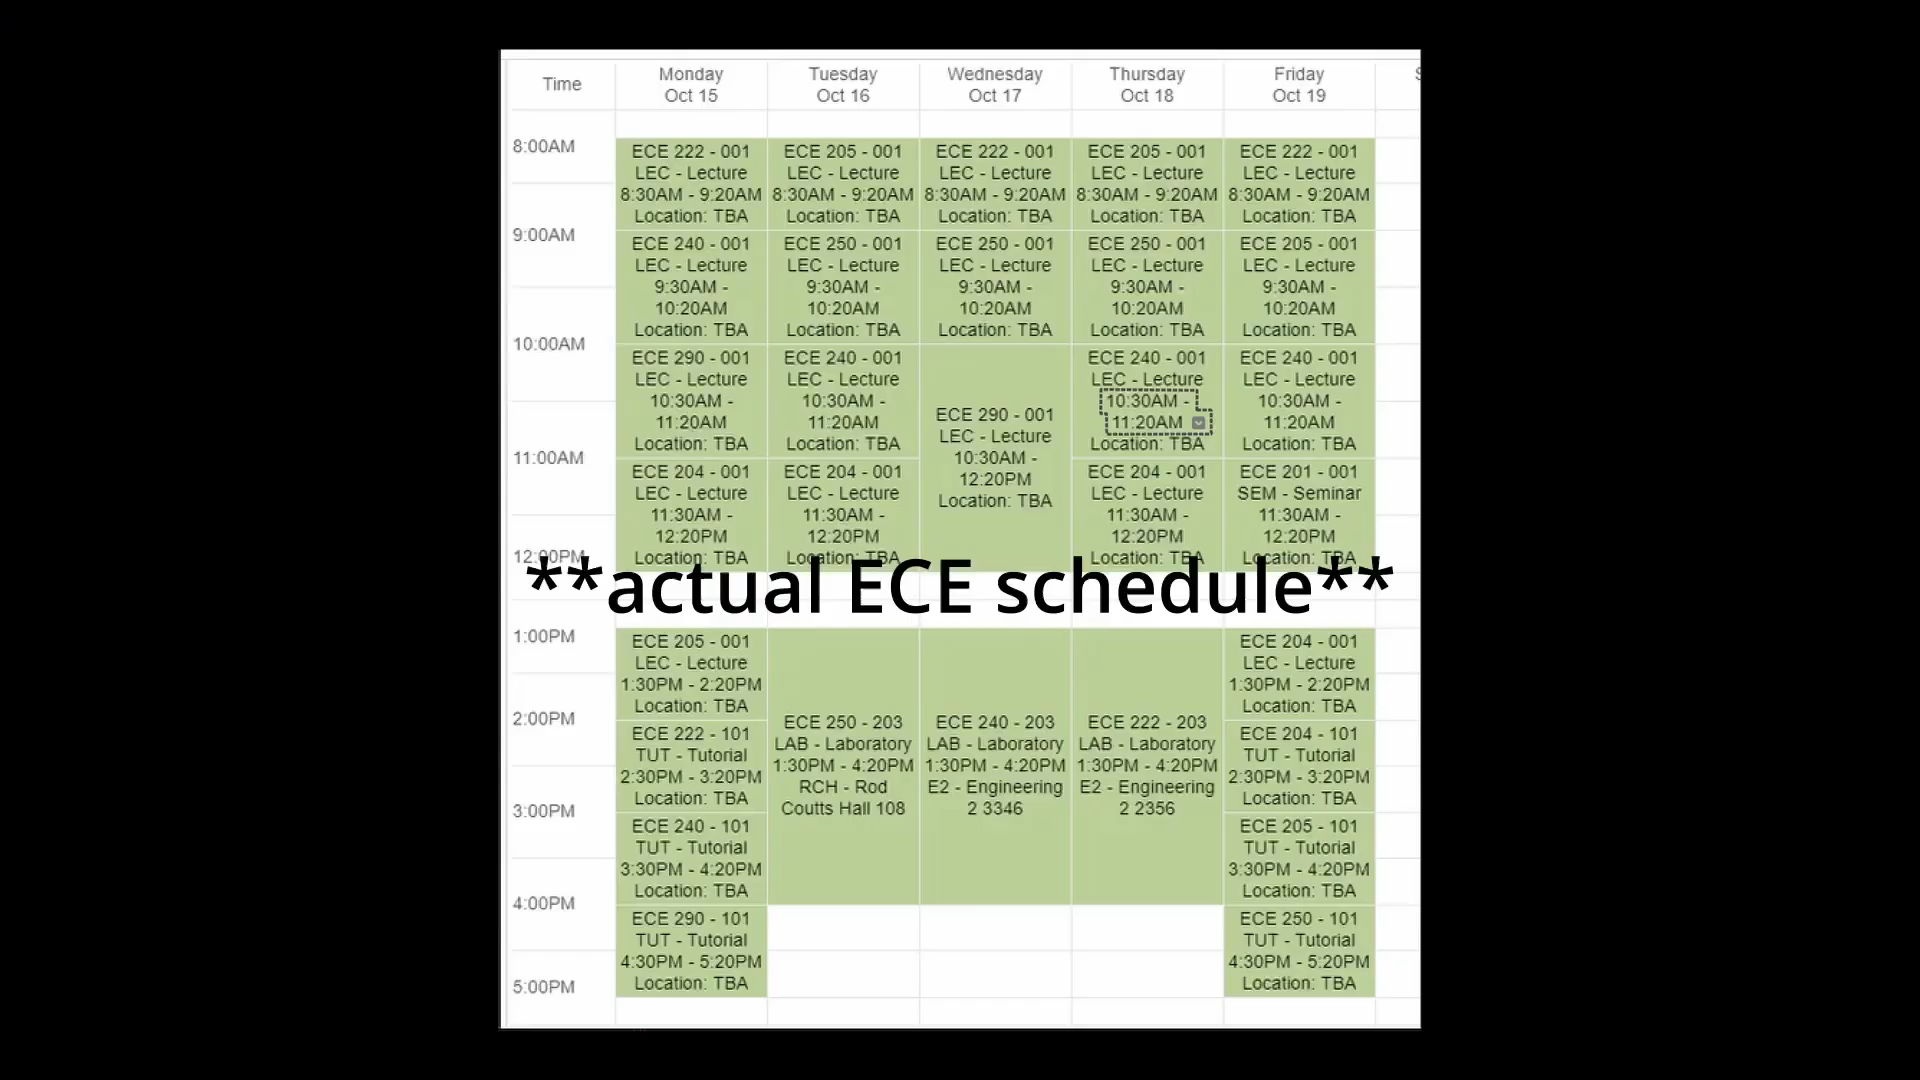 Time
Monday
Oct 15
Tuesday
Oct 16
Wednesday
Oct 17
Thursday
Oct 18
Friday
Oct 19
8:00AM
9:00AM
10:00AM
11:00AM
12:00PM
1:00PM
2:00PM
3:00PM
4:00PM
5:00PM
ECE 222 - 001
LEC - Lecture
8:30AM - 9:20AM
Location: TBA
ECE 240 - 001
LEC - Lecture
9:30AM -
10:20AM
Location: TBA
ECE 290 - 001
LEC - Lecture
10:30AM -
11:20AM
Location: TBA
ECE 204 - 001
LEC - Lecture
11:30AM -
12:20PM
Location: TBA
ECE 205 - 001
LEC - Lecture
1:30PM - 2:20PM
Location: TBA
ECE 222 - 101
TUT - Tutorial
2:30PM - 3:20PM
Location: TBA
ECE 240 - 101
TUT - Tutorial
3:30PM - 4:20PM
Location: TBA
ECE 290 - 101
TUT - Tutorial
4:30PM - 5:20PM
Location: TBA
ECE 205 - 001
LEC - Lecture
8:30AM - 9:20AM
Location: TBA
ECE 250 - 001
LEC - Lecture
9:30AM -
10:20AM
Location: TBA
ECE 240 - 001
LEC - Lecture
10:30AM -
11:20AM
Location: TBA
ECE 204 - 001
LEC - Lecture
11:30AM -
12:20PM
Location: TBA
ECE 250 - 203
LAB - Laboratory
1:30PM - 4:20PM
RCH - Rod
Coutts Hall 108
ECE 222 - 001
LEC - Lecture
8:30AM - 9:20AM
Location: TBA
ECE 250 - 001
LEC - Lecture
9:30AM -
10:20AM
Location: TBA
ECE 290 - 001
LEC - Lecture
10:30AM -
12:20PM
Location: TBA
ECE 240 - 203
LAB - Laboratory
1:30PM - 4:20PM
E2 - Engineering
2 3346
ECE 205 - 001
LEC - Lecture
8:30AM - 9:20AM
Location: TBA
ECE 250 - 001
LEC - Lecture
9:30AM -
10:20AM
Location: TBA
ECE 240 - 001
LEC - Lecture
10:30AM -
11:20AM
Location: TBA
ECE 204 - 001
LEC - Lecture
11:30AM -
12:20PM
Location: TBA
ECE 222 - 203
LAB - Laboratory
1:30PM - 4:20PM
E2 - Engineering
2 2356
ECE 222 - 001
LEC - Lecture
8:30AM - 9:20AM
Location: TBA
ECE 205 - 001
LEC - Lecture
9:30AM -
10:20AM
Location: TBA
ECE 240 - 001
LEC - Lecture
10:30AM -
11:20AM
Location: TBA
ECE 201 - 001
SEM - Seminar
11:30AM -
12:20PM
Location: TBA
ECE 204 - 001
LEC - Lecture
1:30PM - 2:20PM
Location: TBA
ECE 204 - 101
TUT - Tutorial
2:30PM - 3:20PM
Location: TBA
ECE 205 - 101
TUT - Tutorial
3:30PM - 4:20PM
Location: TBA
ECE 250 - 101
TUT - Tutorial
4:30PM - 5:20PM
Location: TBA
**actual ECE schedule**